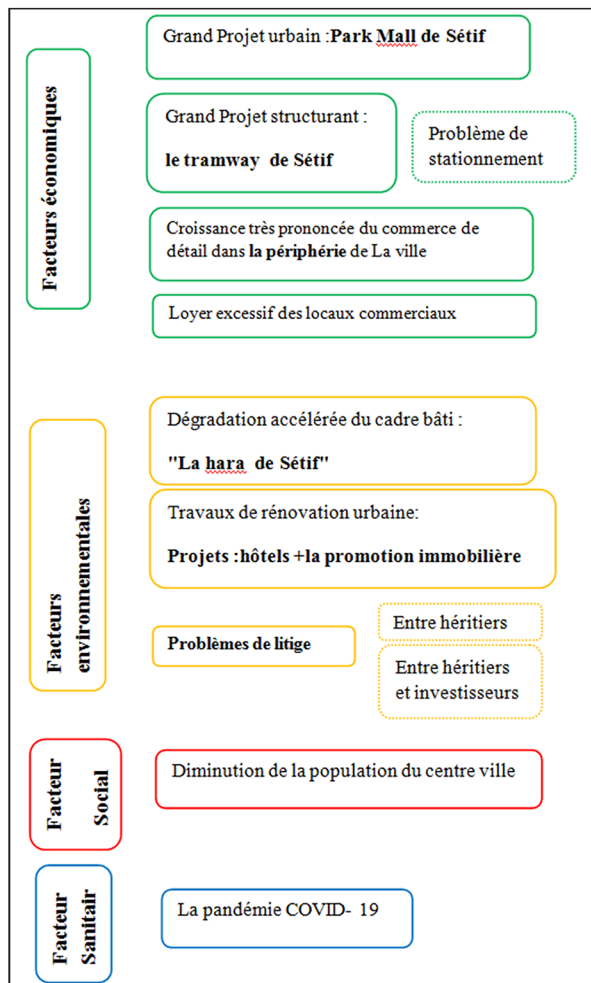 Facteurs économiques
Grand Projet urbain :Park Mall de Sétif
Grand Projet structurant :
le tramway de Sétif
Problème de
stationnement
Croissance très prononcée du commerce de
détail dans la périphérie de La ville
Loyer excessif des locaux commerciaux
Facteurs
environnementales
Dégradation accélérée du cadre bâti :
"La hara de Sétif"
Travaux de rénovation urbaine:
Projets :hôtels +la promotion immobilière
Problèmes de litige
Entre héritiers
Entre héritiers
et investisseurs
Facteur
Social
Diminution de la population du centre ville
Facteur
Sanitair
La pandémie COVID- 19